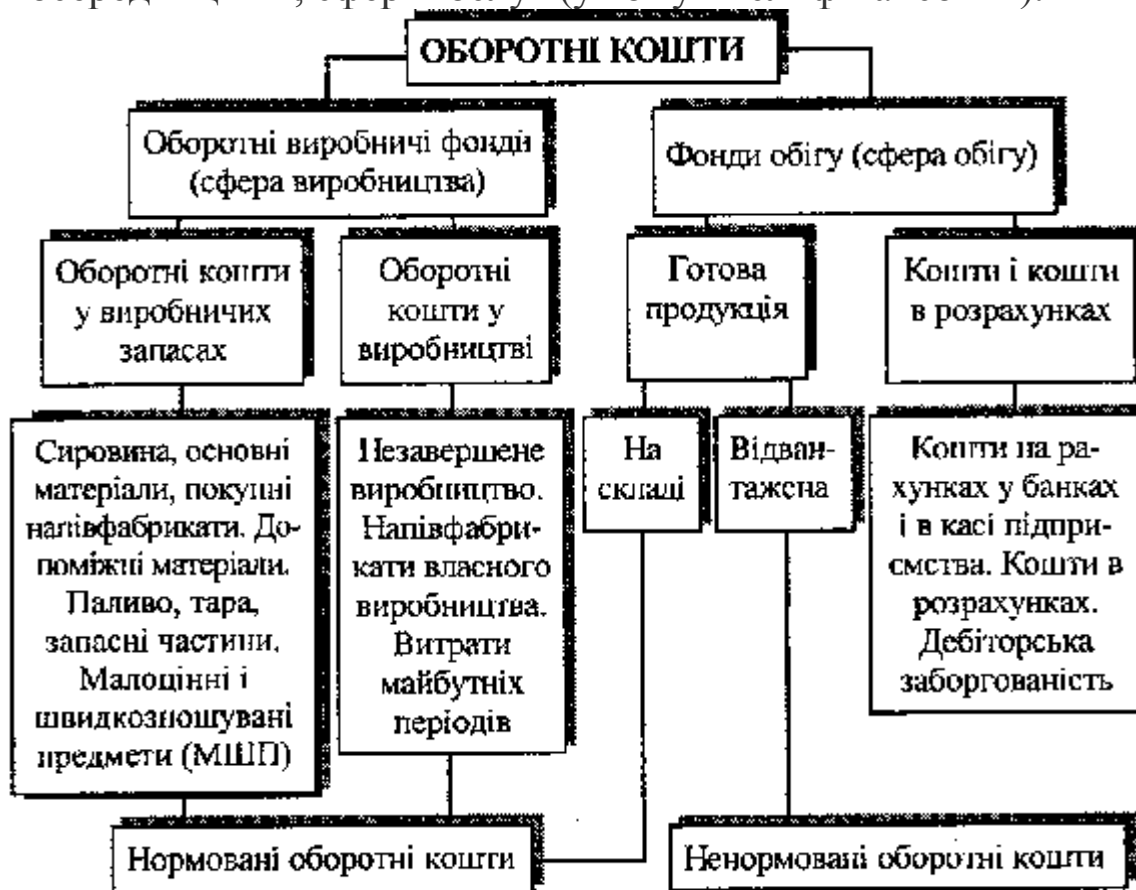 ОБОРОТНІ КОШТИ
Оборотні виробничі фонди
(сфера виробництва)
Фонди обігу (сфера обігу)
Оборотні кошти
у виробничих
запасах
Оборотні
кошти у
виробництві
Готова
продукція
Кошти і кошти
в розрахунках
Сировина, основні
матеріали, покупні
напівфабрикати. До-
поміжні матеріали.
Паливо, тара,
запасні частини.
Малоцінні і
швидкозношувані
предмети (МШП)
Незавершене
виробництво.
Напівфабри-
кати власного
виробництва.
Витрати
майбутніх
періодів
На
складі
Відван-
тажена
Кошти на ра-
хунках у банках
і в касі підпри-
ємства. Кошти в
розрахунках.
Дебіторська
заборгованість
Нормовані оборотні кошти
Ненормовані оборотні кошти